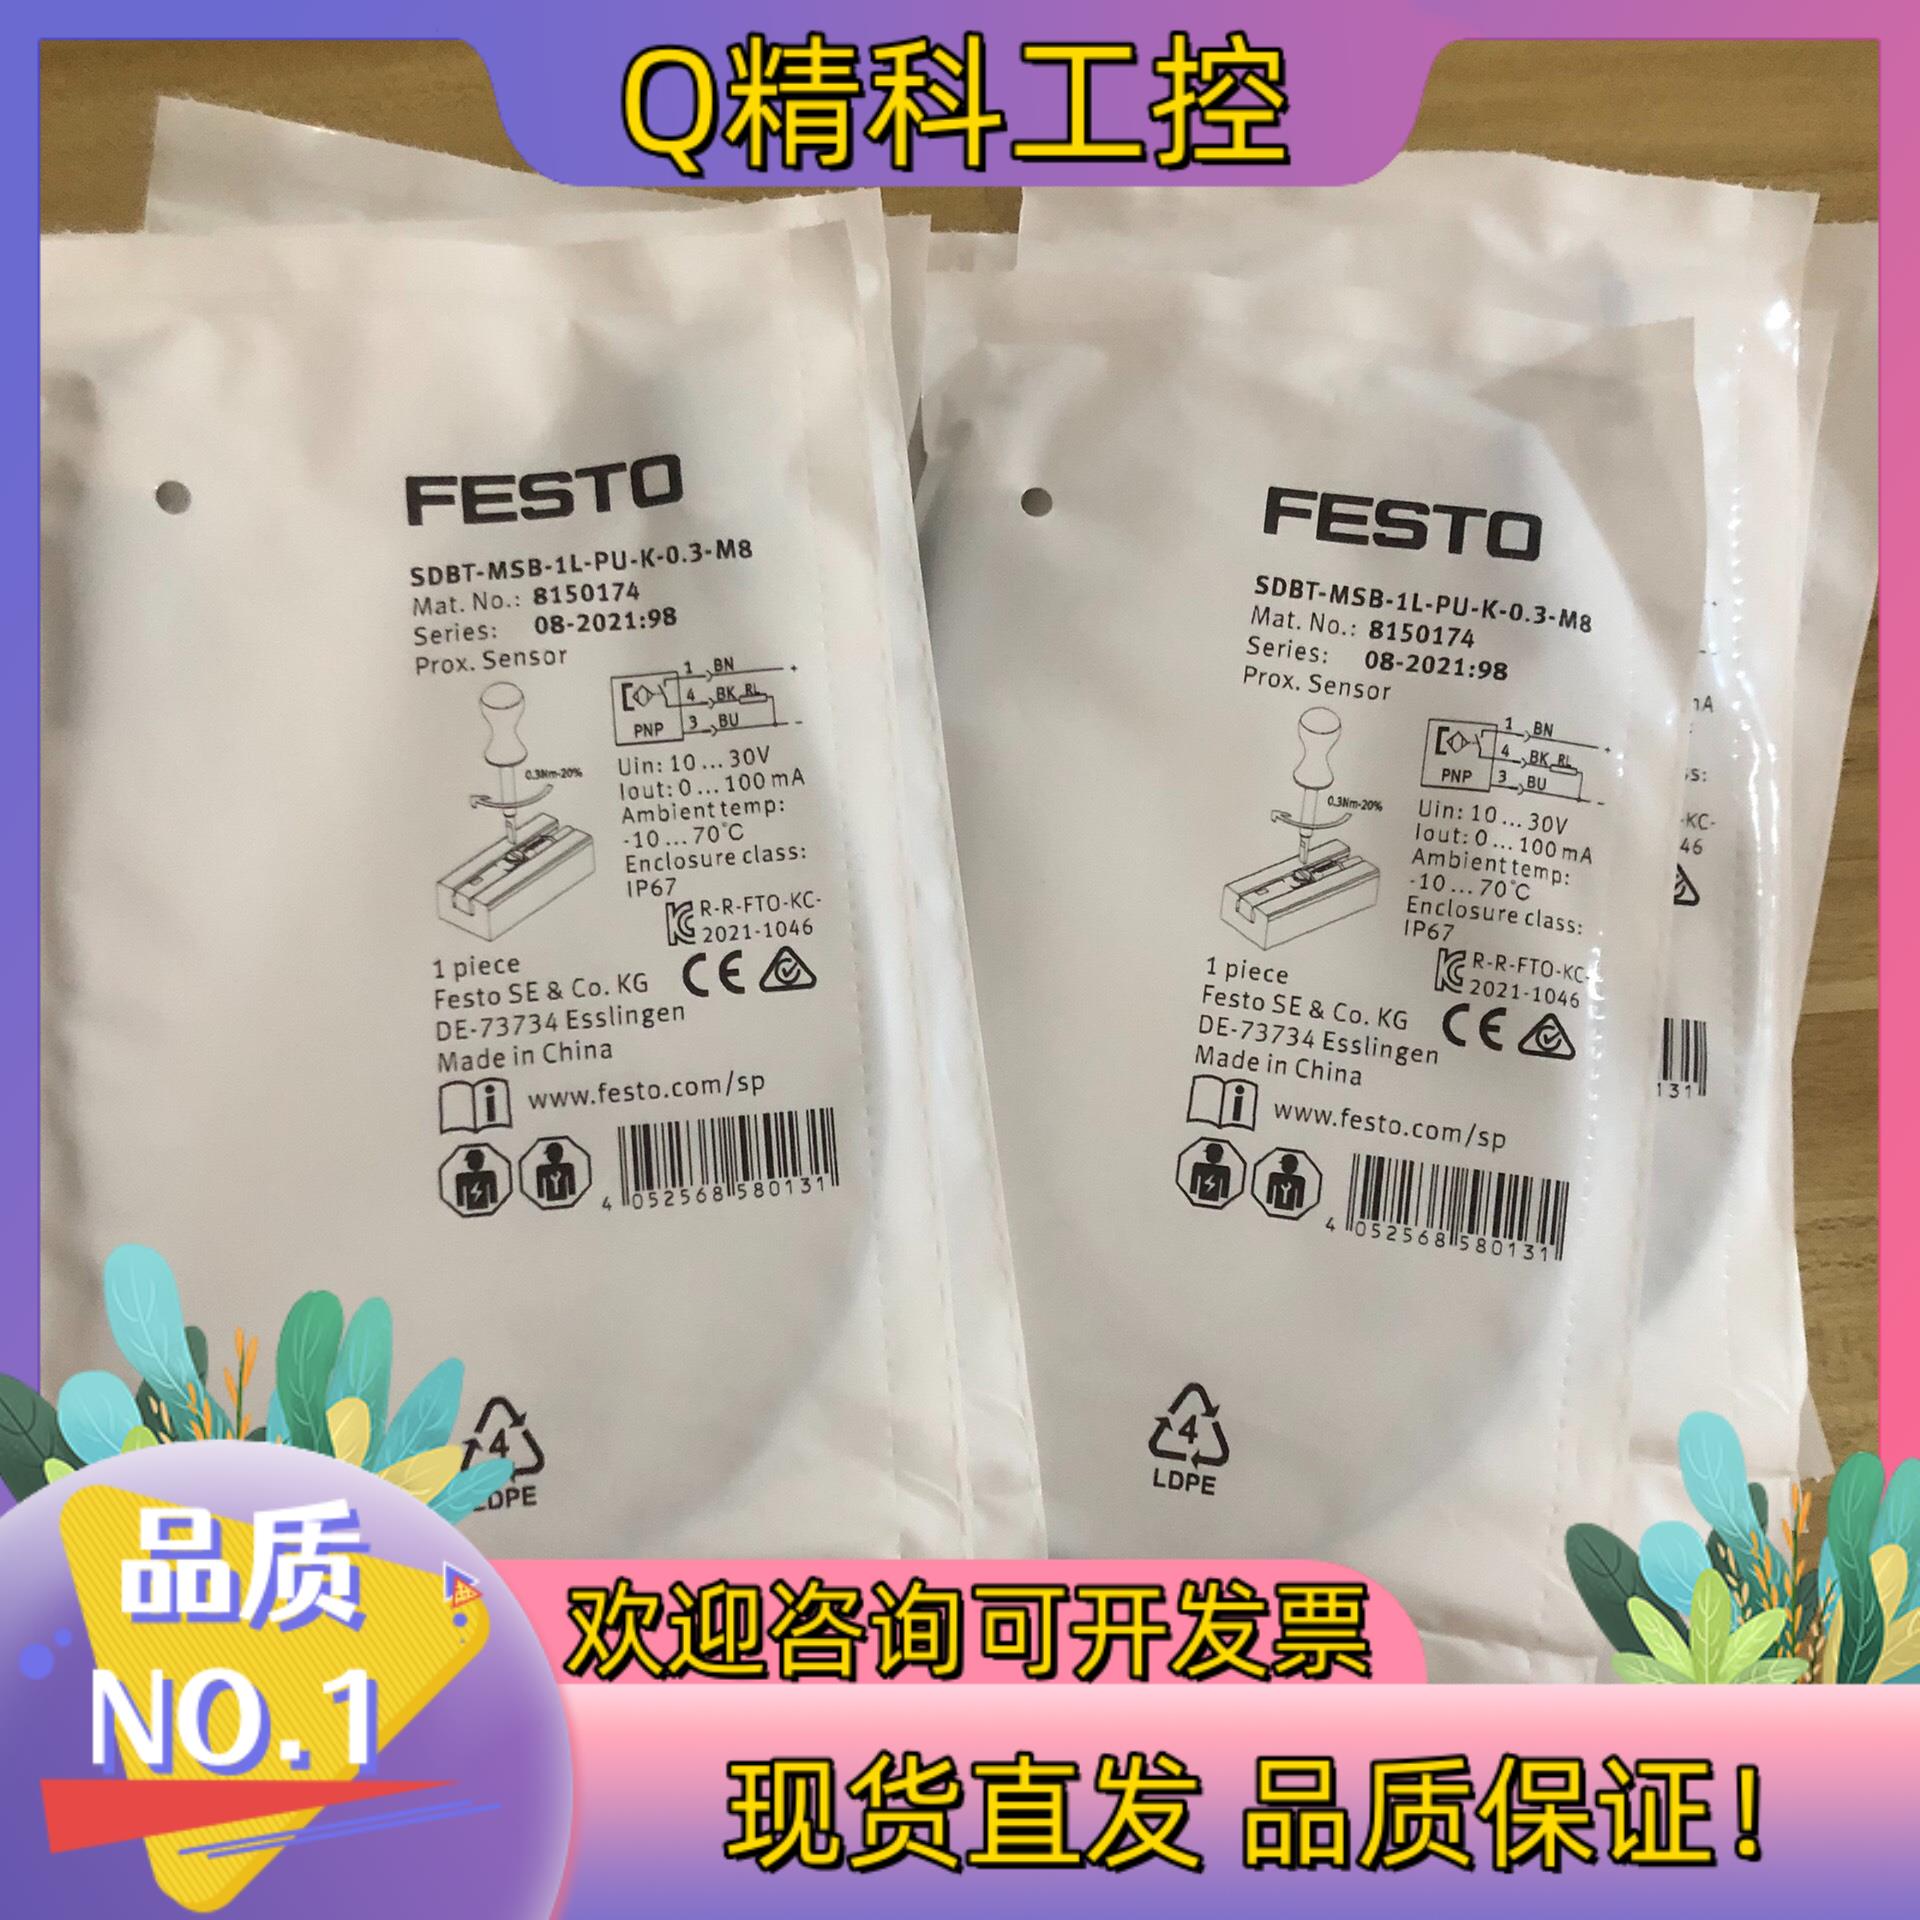 Q精科工控
FESTO
SDBT-MSB-1L-PU-K-0.3-M8
Mat. No.: 8150174
Series: 08-2021:98
Prox. Sensor
1 BN +
4 BK RL
PNP 3 BU -
0.3Nm-20%
Uin: 10...30V
Iout: 0...100 mA
Ambient temp:
-10...70°C
Enclosure class:
IP67
R-R-FTO-KC-
2021-1046
1 piece
Festo SE & Co. KG
CE
DE-73734 Esslingen
Made in China
www.festo.com/sp
4 052568 580131
4
LDPE
FESTO
SDBT-MSB-1L-PU-K-0.3-M8
Mat. No.: 8150174
Series: 08-2021:98
Prox. Sensor
1 BN +
4 BK RL
PNP 3 BU -
0.3Nm-20%
Uin: 10...30V
Iout: 0...100 mA
Ambient temp:
-10...70°C
Enclosure class:
IP67
R-R-FTO-KC-
2021-1046
1 piece
Festo SE & Co. KG
CE
DE-73734 Esslingen
Made in China
www.festo.com/sp
4 052568 580131
4
LDPE
-KC-
46
131
品质
NO.1
欢迎咨询可开发票
现货直发 品质保证！